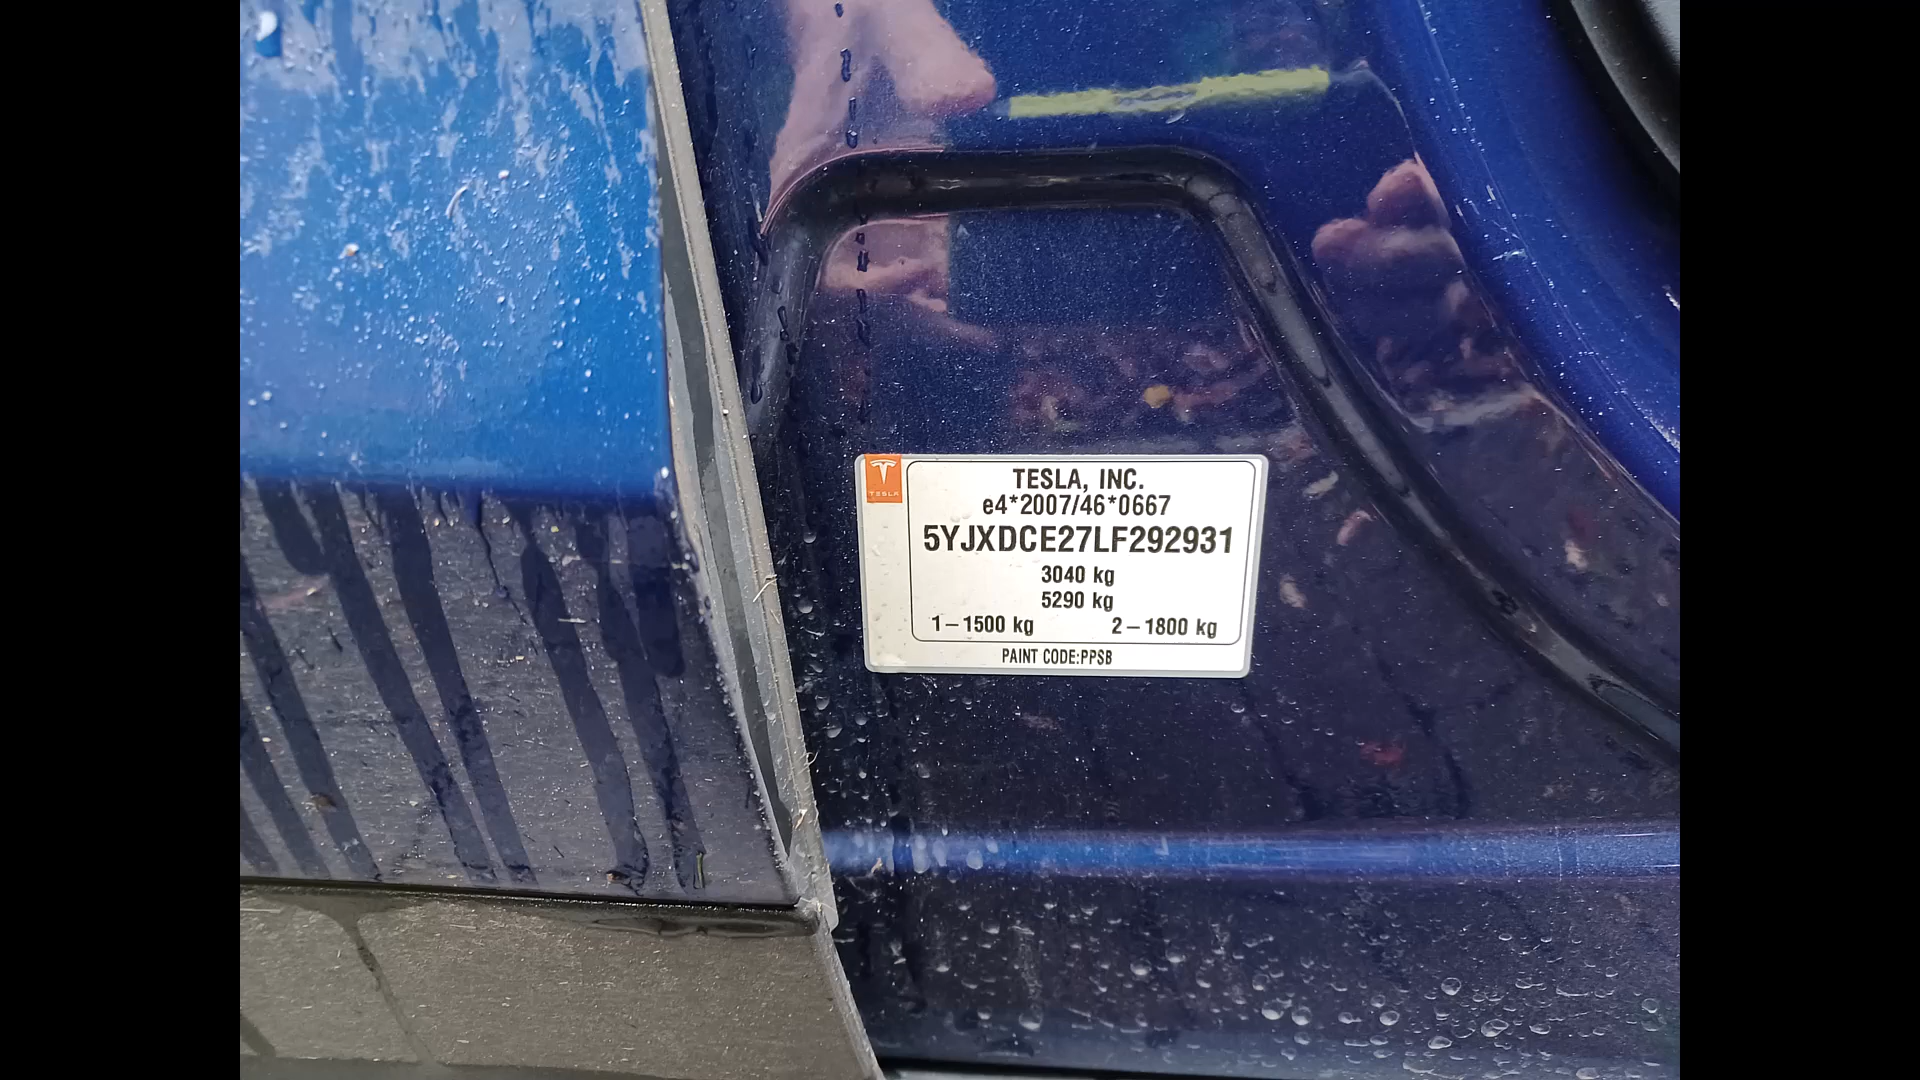 TESLA
TESLA, INC.
e4*2007/46*0667
5YJXDCE27LF292931
3040 kg
5290 kg
1–1500 kg 2–1800 kg
PAINT CODE:PPSB